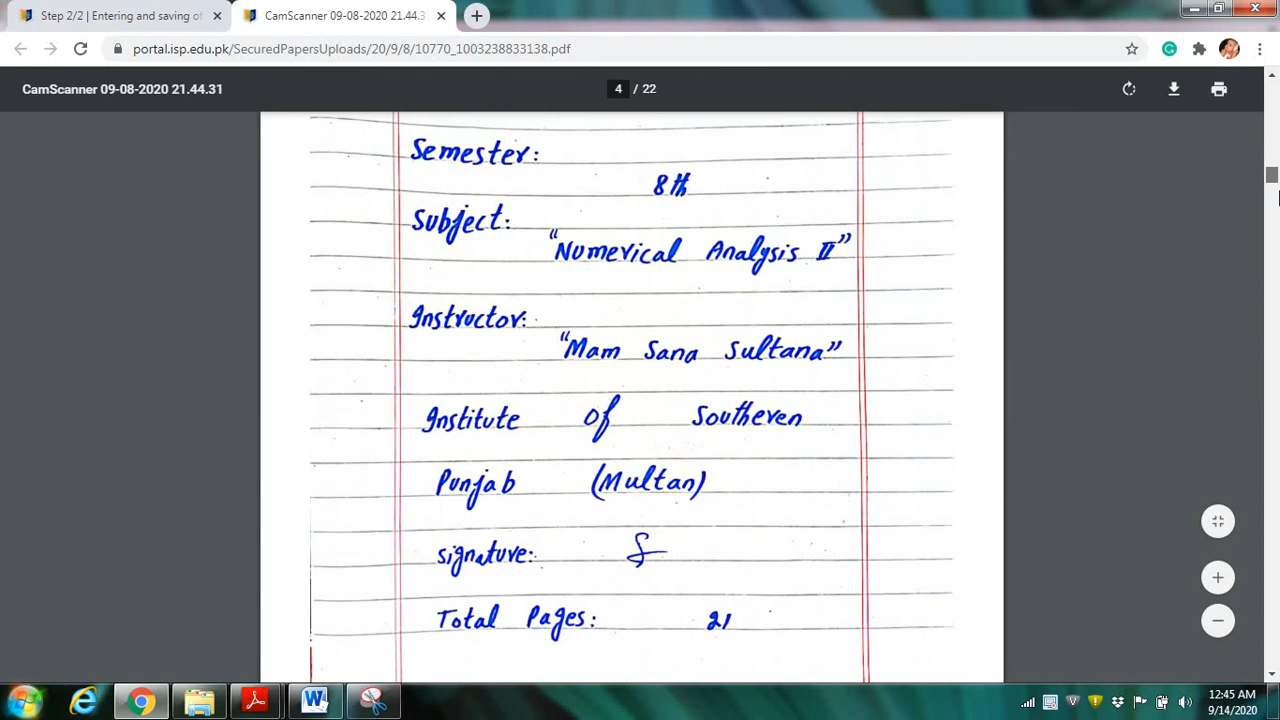 Step 2/2 | Entering and saving of
CamScanner 09-08-2020 21.44.3
portal.isp.edu.pk/SecuredPapersUploads/20/9/8/10770_1003238833138.pdf
CamScanner 09-08-2020 21.44.31
4 / 22
Semester:
8th
Subject:
"Numerical Analysis II"
Instructor:
"Mam Sana Sultana"
Institute of Southeren
Punjab (Multan)
Signature:
Total Pages: 21
12:45 AM
9/14/2020